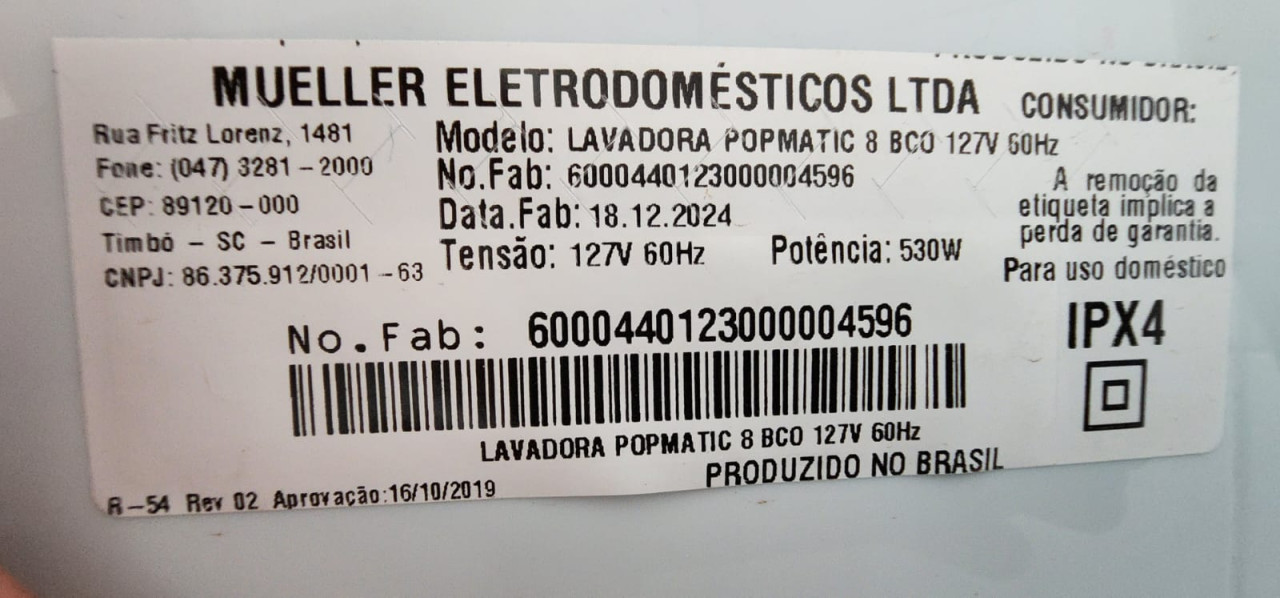 MUELLER ELETRODOMÉSTICOS LTDA
Rua Fritz Lorenz, 1481
Fone: (047) 3281 - 2000
CEP: 89120-000
Timbó - SC - Brasil
CNPJ: 86.375.912/0001 -63
Modelo: LAVADORA POPMATIC 8 BCO 127V 60Hz
No.Fab: 6000440123000004596
Data.Fab: 18.12.2024
Tensão: 127V 60Hz Potência: 530W
CONSUMIDOR:
A remoção da
etiqueta implica a
perda de garantia.
Para uso doméstico
No.Fab: 6000440123000004596
IPX4
LAVADORA POPMATIC 8 BCO 127V 60Hz
PRODUZIDO NO BRASIL
R-54 Rev 02 Aprovação:16/10/2019